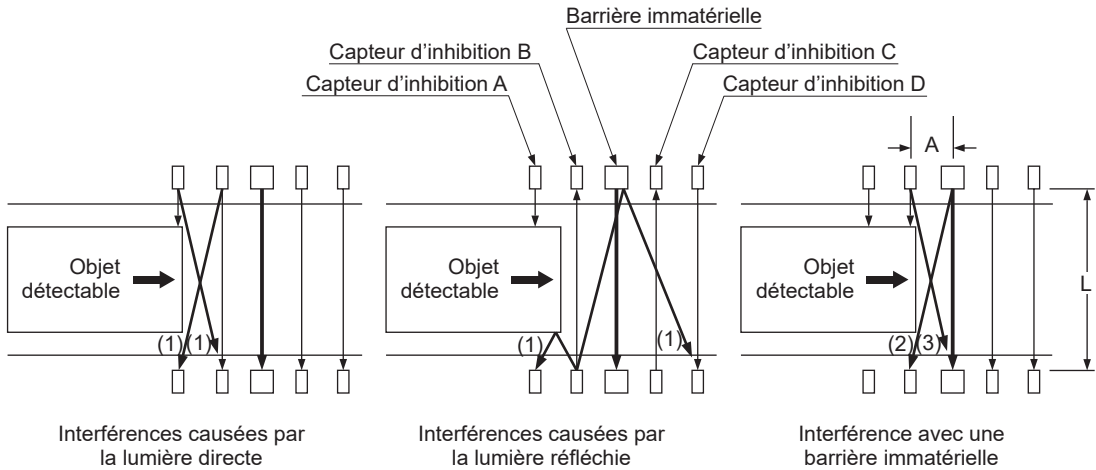 Barrière immatérielle
Capteur d'inhibition B
Capteur d'inhibition C
Capteur d'inhibition A
Capteur d'inhibition D
A
Objet
détectable
(1) (1)
Objet
détectable
(1)
(1)
Objet
détectable
(2) (3)
L
Interférences causées par
la lumière directe
Interférences causées par
la lumière réfléchie
Interférence avec une
barrière immatérielle